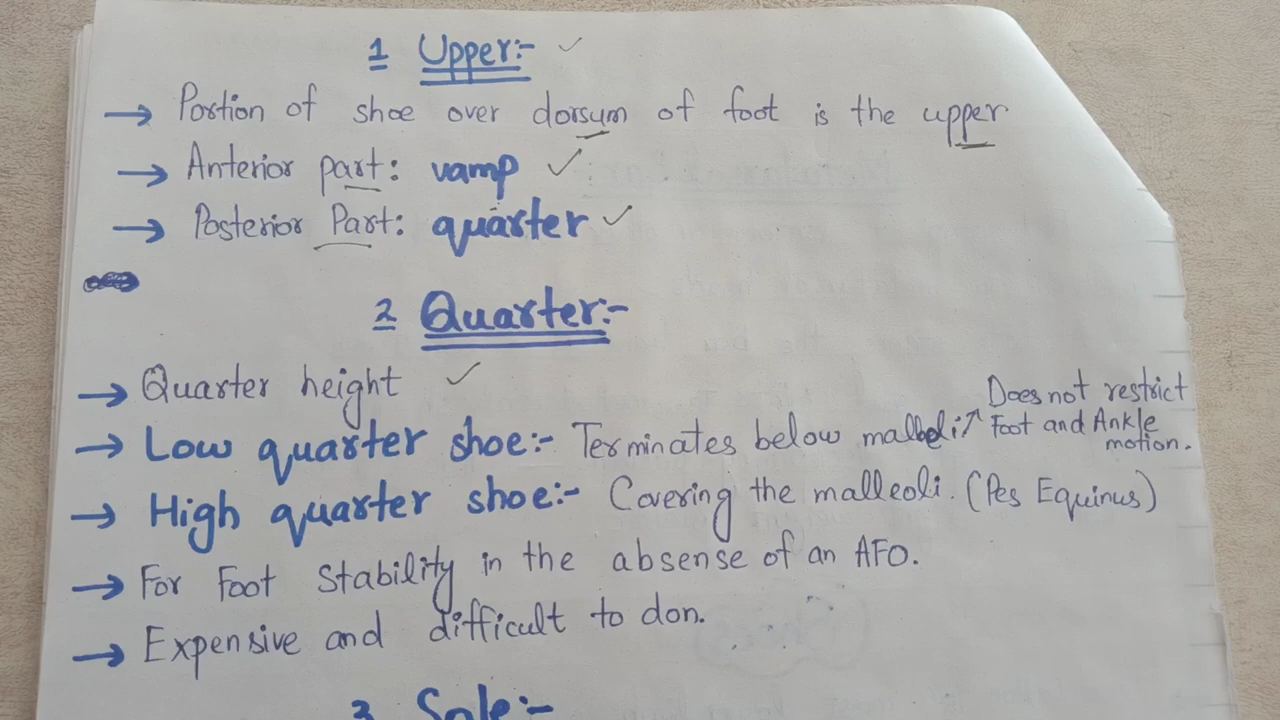 1 Upper:-
→ Portion of shoe over dorsum of foot is the upper
→ Anterior part: vamp
→ Posterior Part: quarter
2 Quarter:-
→ Quarter height
→ Low quarter shoe:- Terminates below malleoli ↗ Does not restrict
Foot and Ankle
motion.
→ High quarter shoe:- Covering the malleoli. (Pes Equinus)
→ For Foot Stability in the absense of an AFO.
→ Expensive and difficult to don.
3 Sole:-